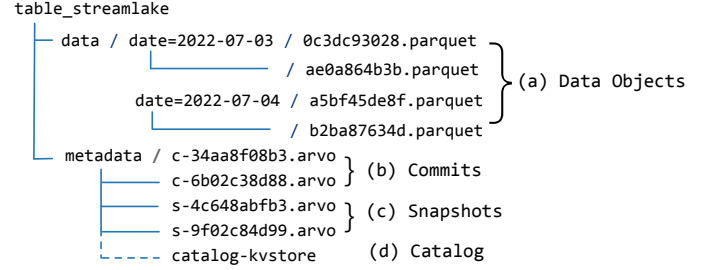 table_streamlake
data / date=2022-07-03 / 0c3dc93028.parquet
/ ae0a864b3b.parquet
(a) Data Objects
date=2022-07-04 / a5bf45de8f.parquet
/ b2ba87634d.parquet
metadata / c-34aa8f08b3.arvo
c-6b02c38d88.arvo
(b) Commits
s-4c648abfb3.arvo
s-9f02c84d99.arvo
(c) Snapshots
catalog-kvstore
(d) Catalog